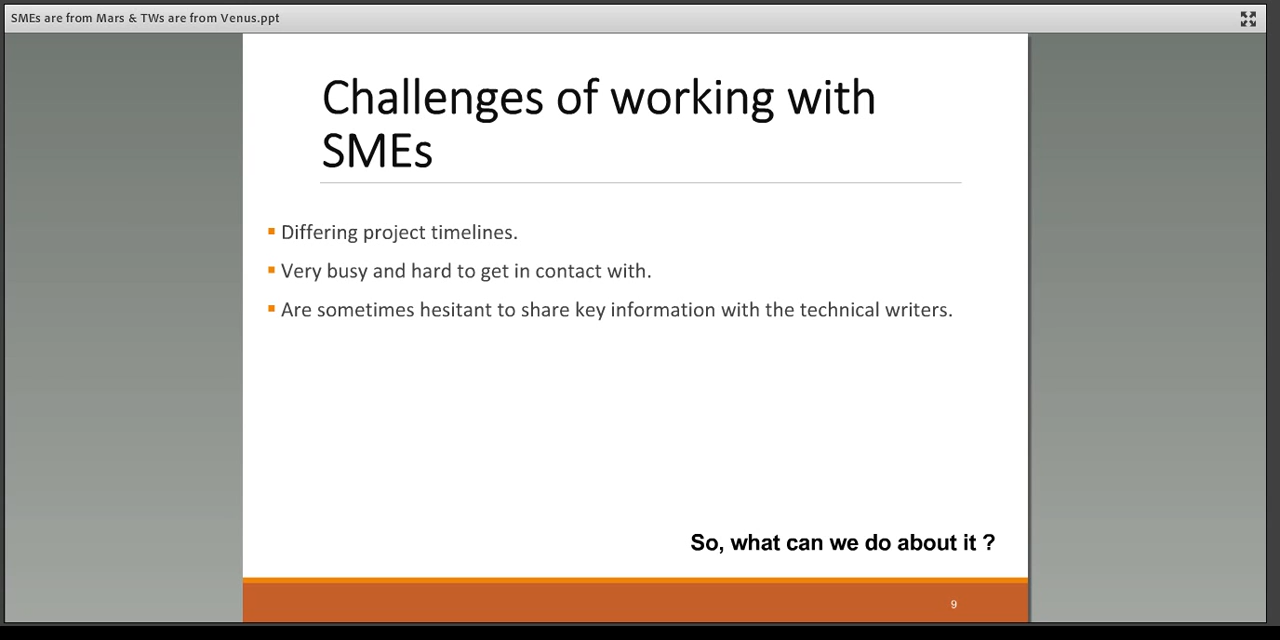 SMEs are from Mars & TWs are from Venus.ppt
Challenges of working with
SMEs
Differing project timelines.
Very busy and hard to get in contact with.
Are sometimes hesitant to share key information with the technical writers.
So, what can we do about it ?
9